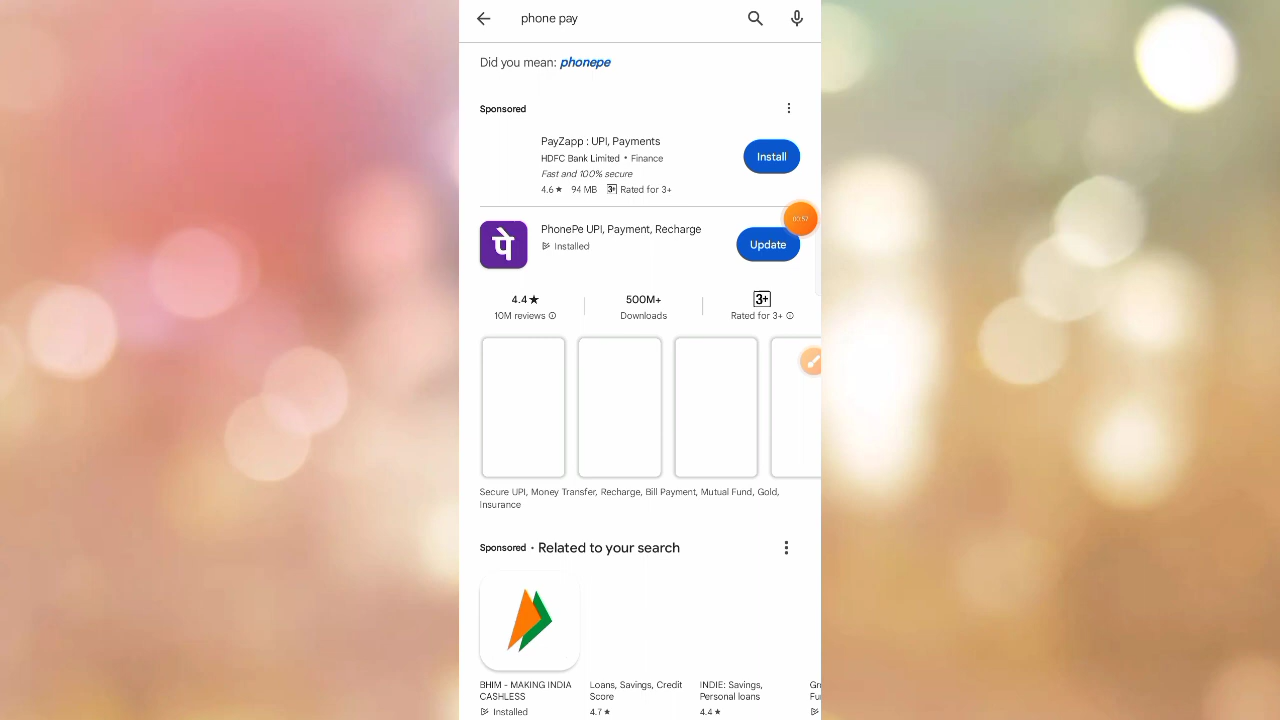 phone pay
Did you mean: phonepe
Sponsored
PayZapp : UPI, Payments
HDFC Bank Limited • Finance
Fast and 100% secure
4.6★ 94 MB 3+ Rated for 3+
Install
00:57
पे
PhonePe UPI, Payment, Recharge
Installed
Update
4.4★
10M reviews
500M+
Downloads
3+
Rated for 3+
Secure UPI, Money Transfer, Recharge, Bill Payment, Mutual Fund, Gold,
Insurance
Sponsored • Related to your search
BHIM - MAKING INDIA
CASHLESS
Installed
Loans, Savings, Credit
Score
4.7★
INDIE: Savings,
Personal loans
4.4★